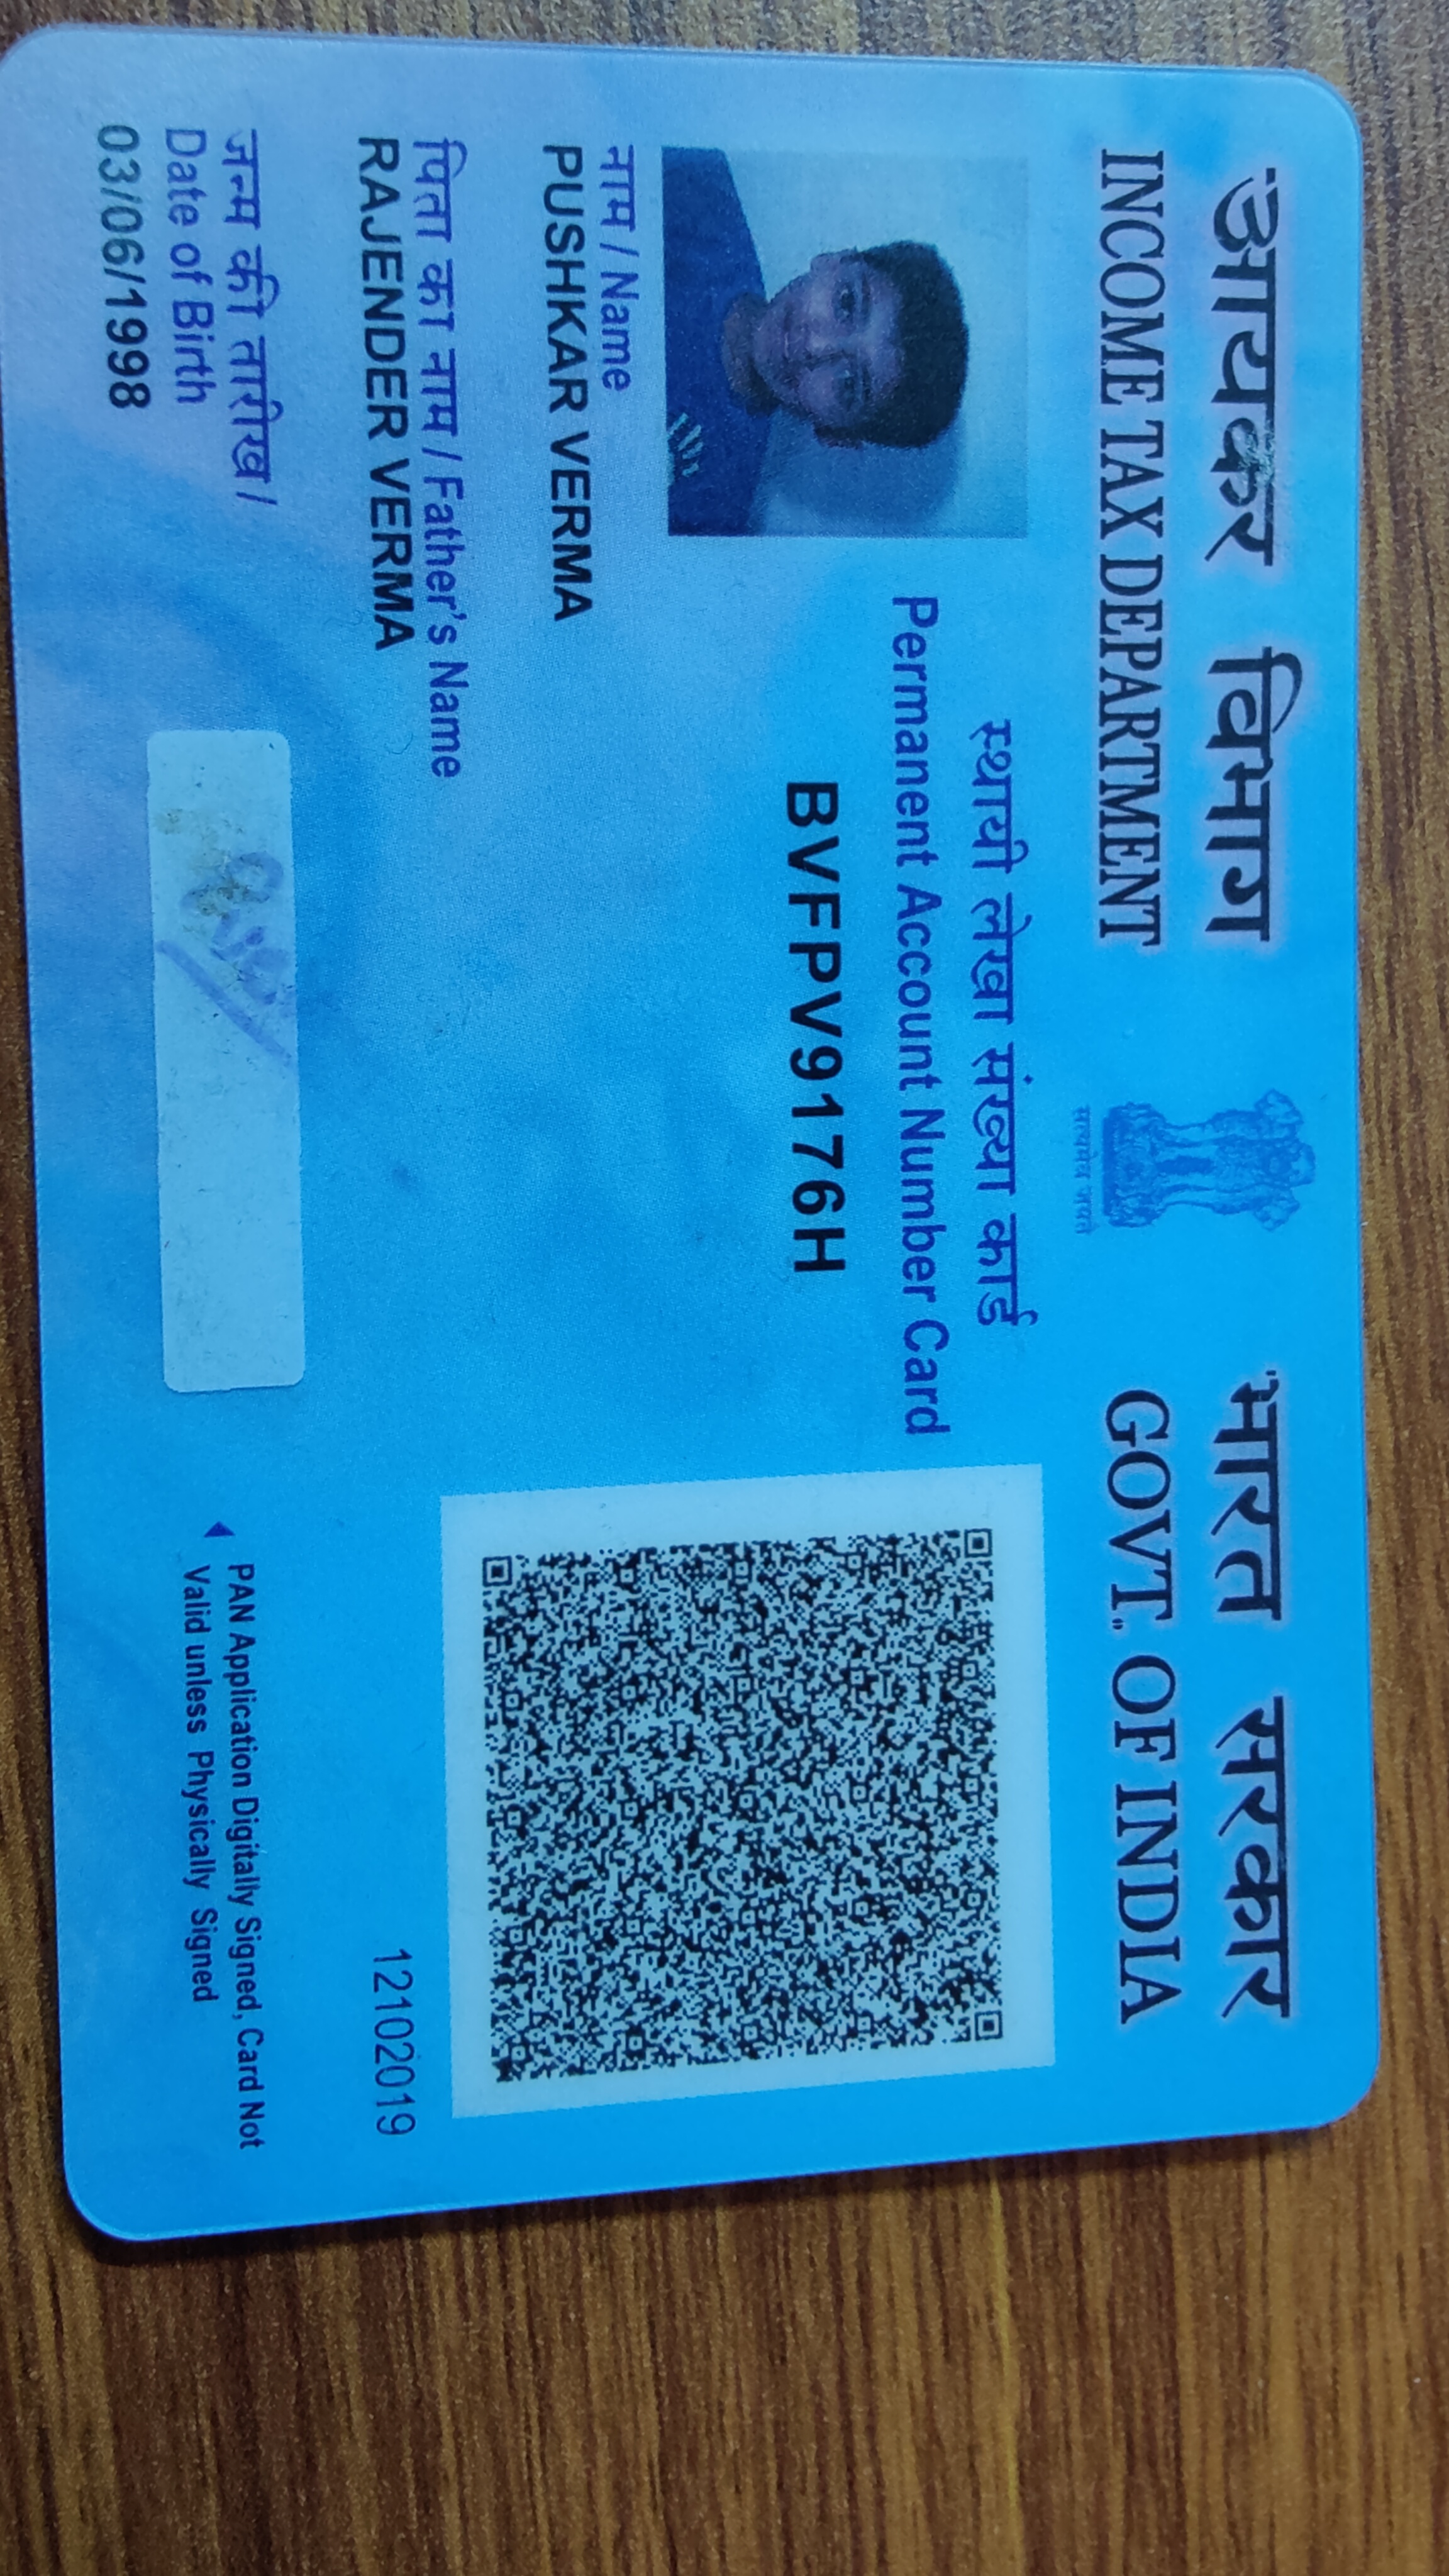 आयकर विभाग
INCOME TAX DEPARTMENT
सत्यमेव जयते
भारत सरकार
GOVT. OF INDIA
स्थायी लेखा संख्या कार्ड
Permanent Account Number Card
BVFPV9176H
नाम / Name
PUSHKAR VERMA
पिता का नाम / Father's Name
RAJENDER VERMA
जन्म की तारीख /
Date of Birth
03/06/1998
12102019
PAN Application Digitally Signed, Card Not
Valid unless Physically Signed